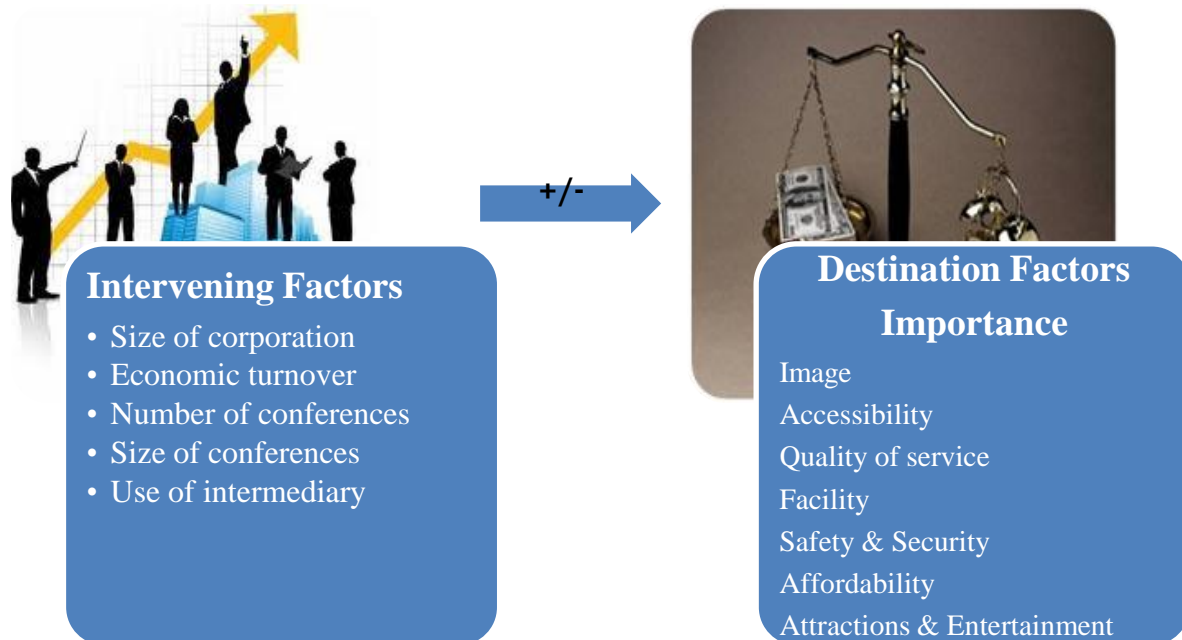 +/-
Intervening Factors
• Size of corporation
• Economic turnover
• Number of conferences
• Size of conferences
• Use of intermediary
Destination Factors
Importance
Image
Accessibility
Quality of service
Facility
Safety & Security
Affordability
Attractions & Entertainment